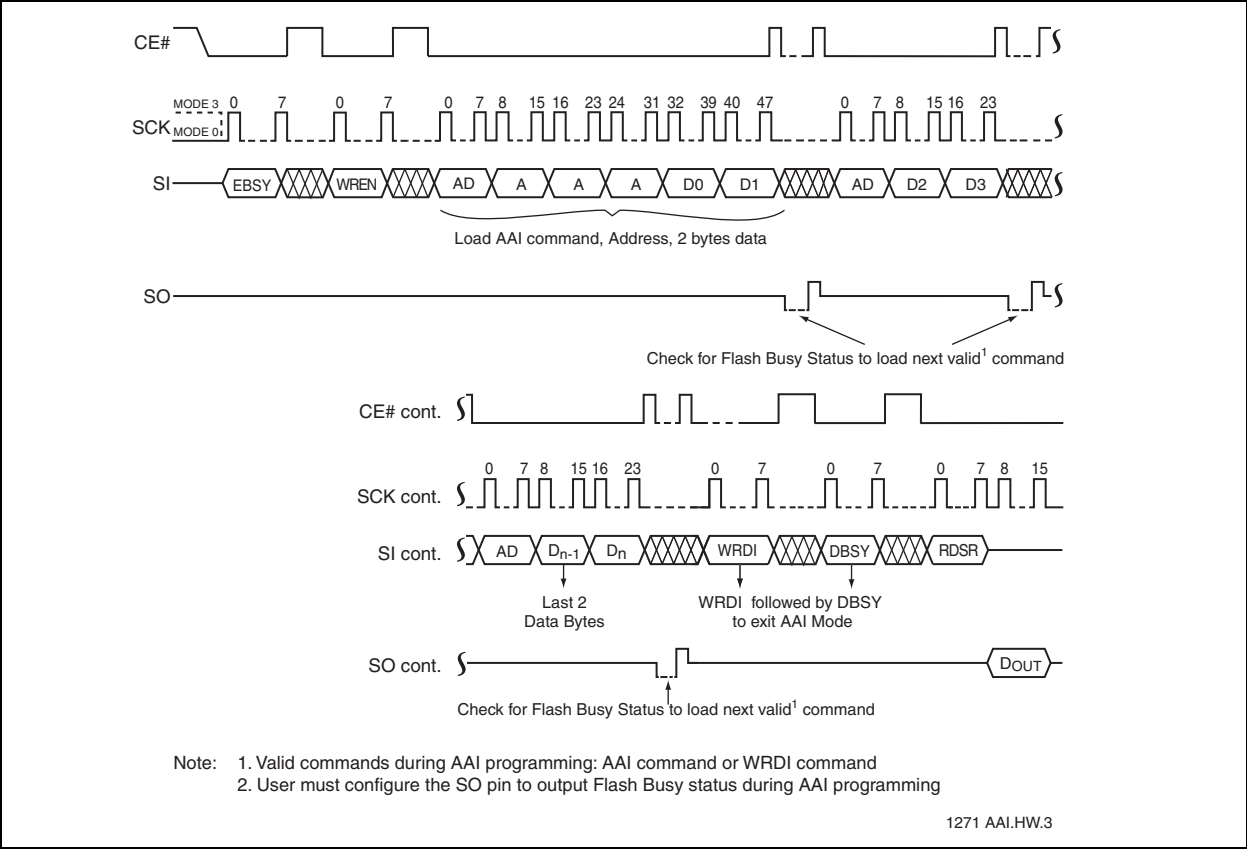 CE#
MODE 3 0 7 0 7 0 7 8 15 16 23 24 31 32 39 40 47 0 7 8 15 16 23
SCK MODE 0
SI EBSY WREN AD A A A D0 D1 AD D2 D3
Load AAI command, Address, 2 bytes data
SO
Check for Flash Busy Status to load next valid1 command
CE# cont.
0 7 8 15 16 23 0 7 0 7 0 7 8 15
SCK cont.
SI cont. AD Dn-1 Dn WRDI DBSY RDSR
Last 2 WRDI followed by DBSY
Data Bytes to exit AAI Mode
SO cont. DOUT
Check for Flash Busy Status to load next valid1 command
Note: 1. Valid commands during AAI programming: AAI command or WRDI command
2. User must configure the SO pin to output Flash Busy status during AAI programming
1271 AAI.HW.3